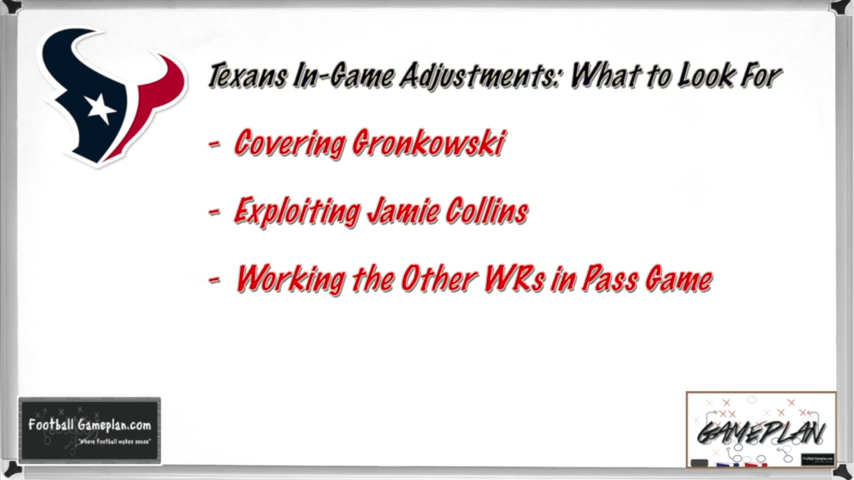 Texans In-Game Adjustments: What to Look For
- Covering Gronkowski
- Exploiting Jamie Collins
- Working the Other WRs in Pass Game
Football Gameplan.com
"Where football makes sense"
GAMEPLAN